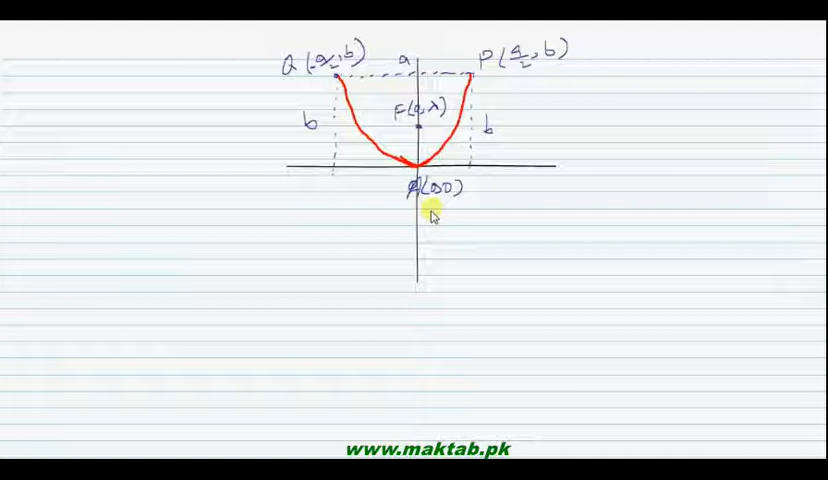 Q(-a/2, b) a P(a/2, b)
F(0, λ)
b b
A(0,0)
www.maktab.pk